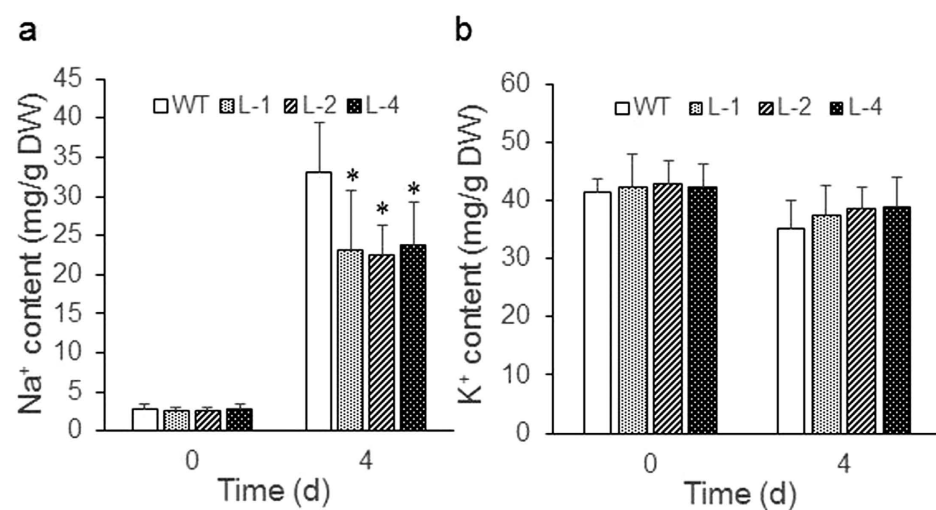 a
Na⁺ content (mg/g DW)
45
40
35
30
25
20
15
10
5
0
WT L-1 L-2 L-4
* * *
0 4
Time (d)
b
K⁺ content (mg/g DW)
60
50
40
30
20
10
0
WT L-1 L-2 L-4
0 4
Time (d)